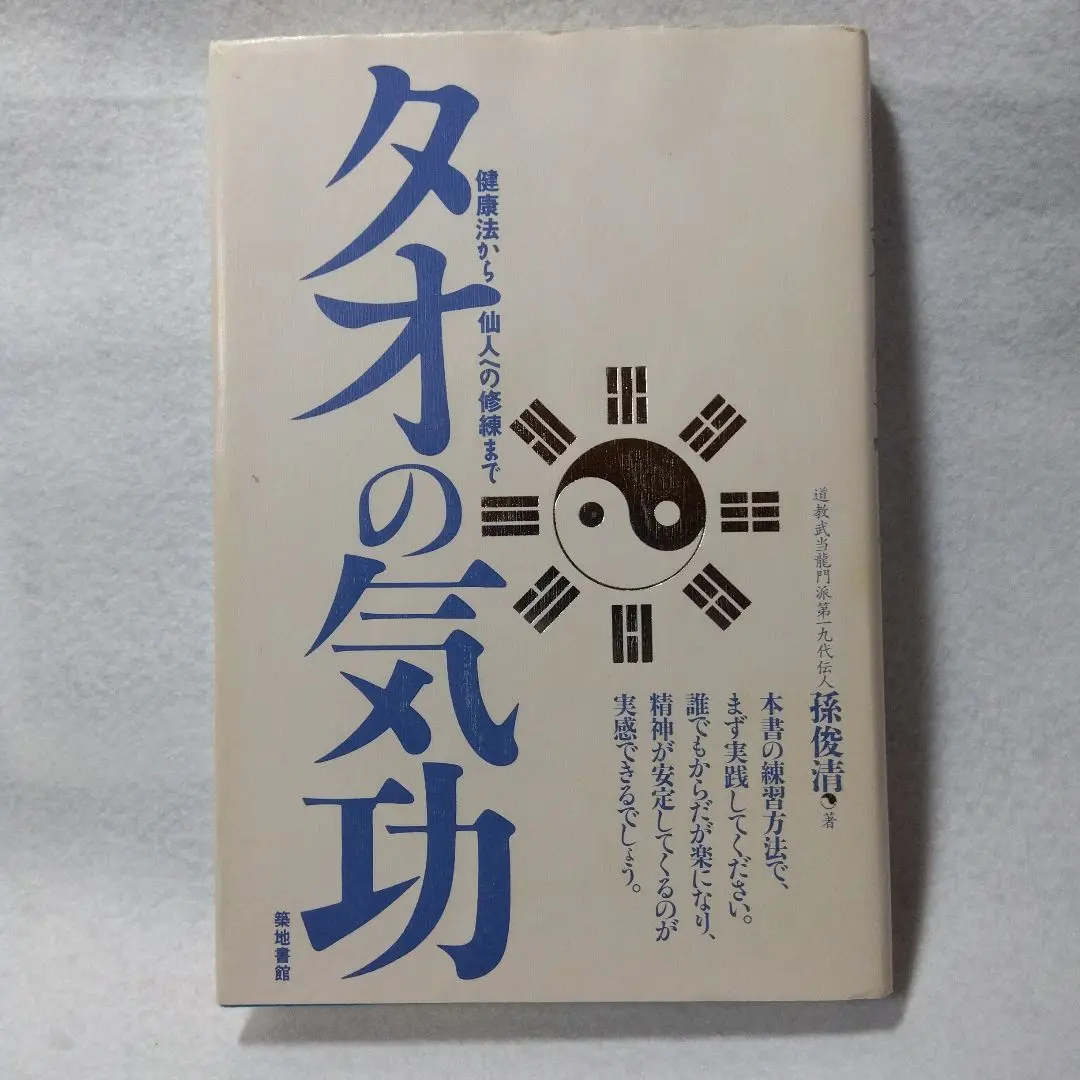 タオの気功
健康法から仙人への修練まで
道教武当龍門派第一九代伝人
孫俊清 著
本書の練習方法で、
まず実践してください。
誰でもからだが楽になり、
精神が安定してくるのが
実感できるでしょう。
築地書館